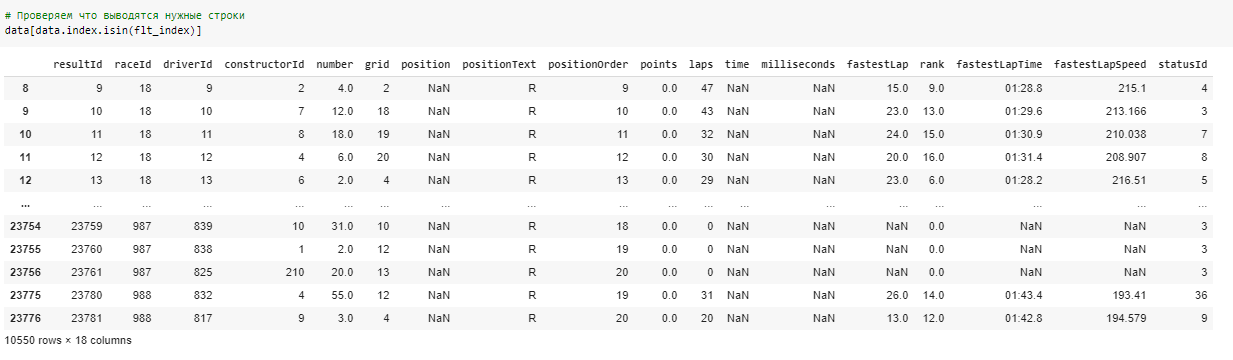 # Проверяем что выводятся нужные строки
data[data.index.isin(flt_index)]
resultId raceId driverId constructorId number grid position positionText positionOrder points laps time milliseconds fastestLap rank fastestLapTime fastestLapSpeed statusId
8 9 18 9 2 4.0 2 NaN R 9 0.0 47 NaN NaN 15.0 9.0 01:28.8 215.1 4
9 10 18 10 7 12.0 18 NaN R 10 0.0 43 NaN NaN 23.0 13.0 01:29.6 213.166 3
10 11 18 11 8 18.0 19 NaN R 11 0.0 32 NaN NaN 24.0 15.0 01:30.9 210.038 7
11 12 18 12 4 6.0 20 NaN R 12 0.0 30 NaN NaN 20.0 16.0 01:31.4 208.907 8
12 13 18 13 6 2.0 4 NaN R 13 0.0 29 NaN NaN 23.0 6.0 01:28.2 216.51 5
... ... ... ... ... ... ... ... ... ... ... ... ... ... ... ... ... ... ...
23754 23759 987 839 10 31.0 10 NaN R 18 0.0 0 NaN NaN NaN 0.0 NaN NaN 3
23755 23760 987 838 1 2.0 12 NaN R 19 0.0 0 NaN NaN NaN 0.0 NaN NaN 3
23756 23761 987 825 210 20.0 13 NaN R 20 0.0 0 NaN NaN NaN 0.0 NaN NaN 3
23775 23780 988 832 4 55.0 12 NaN R 19 0.0 31 NaN NaN 26.0 14.0 01:43.4 193.41 36
23776 23781 988 817 9 3.0 4 NaN R 20 0.0 20 NaN NaN 13.0 12.0 01:42.8 194.579 9
10550 rows × 18 columns